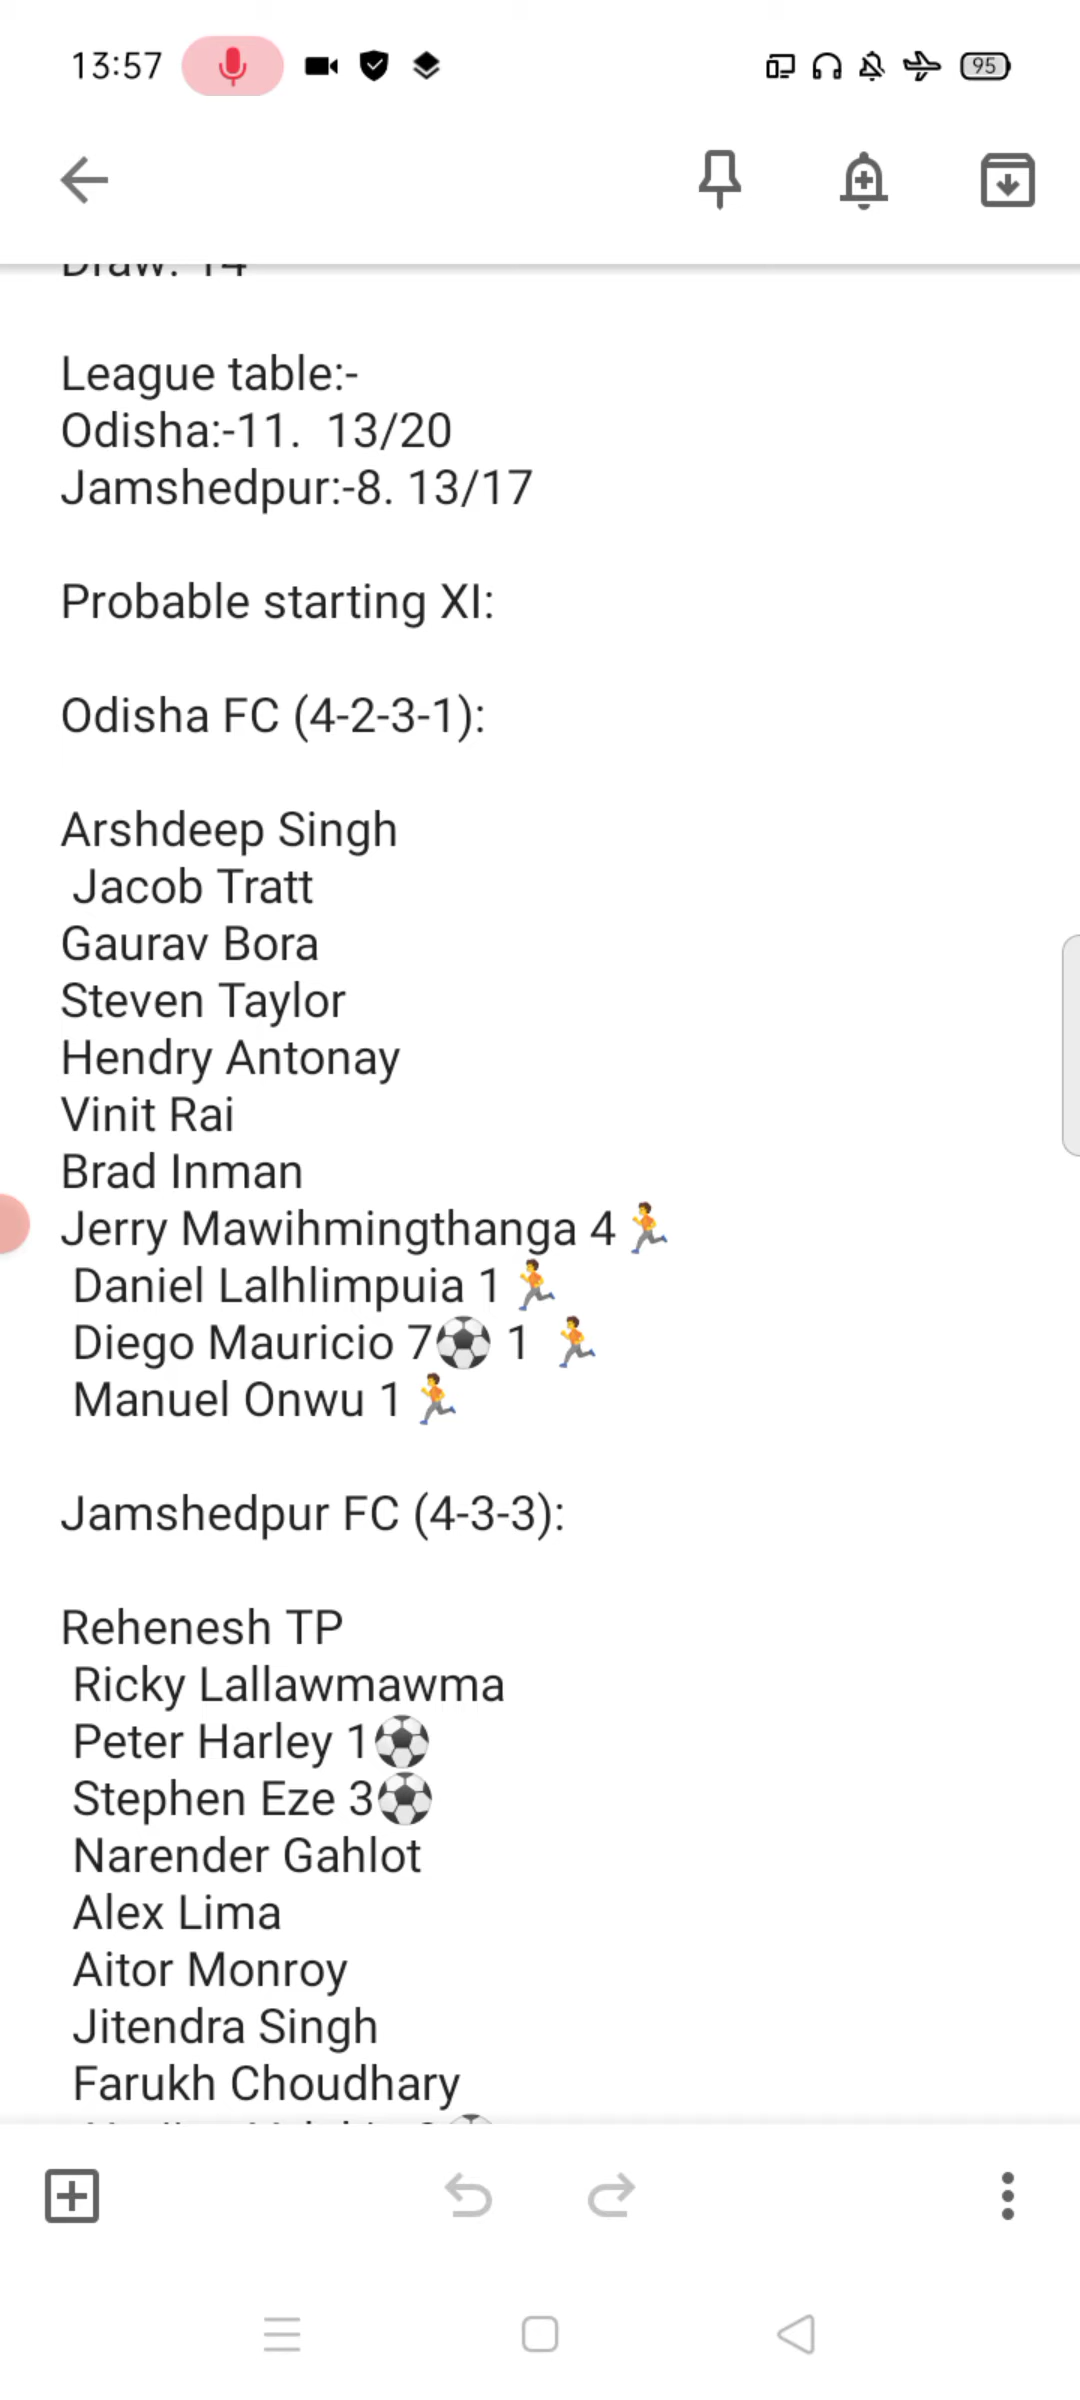 13:57
95
Draw: 14
League table:-
Odisha:-11. 13/20
Jamshedpur:-8. 13/17
Probable starting XI:
Odisha FC (4-2-3-1):
Arshdeep Singh
Jacob Tratt
Gaurav Bora
Steven Taylor
Hendry Antonay
Vinit Rai
Brad Inman
Jerry Mawihmingthanga 4🏃
Daniel Lalhlimpuia 1🏃
Diego Mauricio 7⚽ 1 🏃
Manuel Onwu 1🏃
Jamshedpur FC (4-3-3):
Rehenesh TP
Ricky Lallawmawma
Peter Harley 1⚽
Stephen Eze 3⚽
Narender Gahlot
Alex Lima
Aitor Monroy
Jitendra Singh
Farukh Choudhary